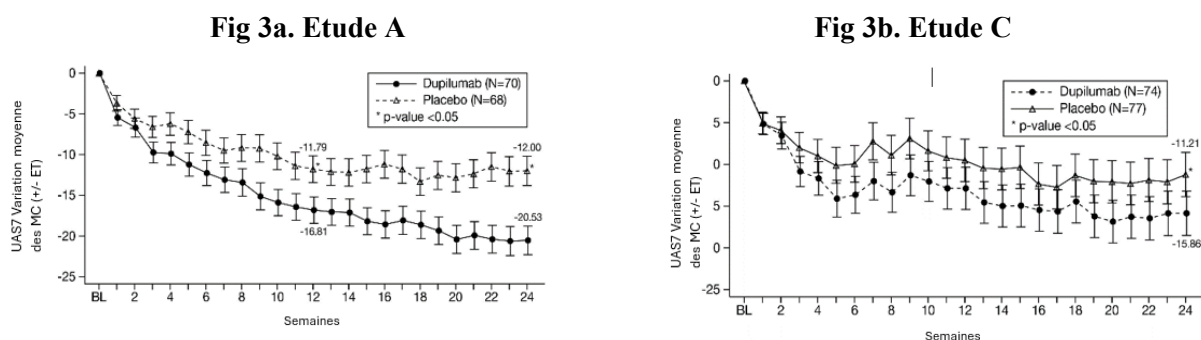 Fig 3a. Etude A
UAS7 Variation moyenne
des MC (+/- ET)
0
-5
-10
-15
-20
-25
Dupilumab (N=70)
Placebo (N=68)
* p-value <0.05
-11.79
*
-16.81
-12.00
*
-20.53
BL 2 4 6 8 10 12 14 16 18 20 22 24
Semaines
Fig 3b. Etude C
UAS7 Variation moyenne
des MC (+/- ET)
0
5
0
5
0
-25
Dupilumab (N=74)
Placebo (N=77)
* p-value <0.05
-11,21
*
-15.86
BL 2 4 6 8 10 12 14 16 18 20 22 24
Semaines